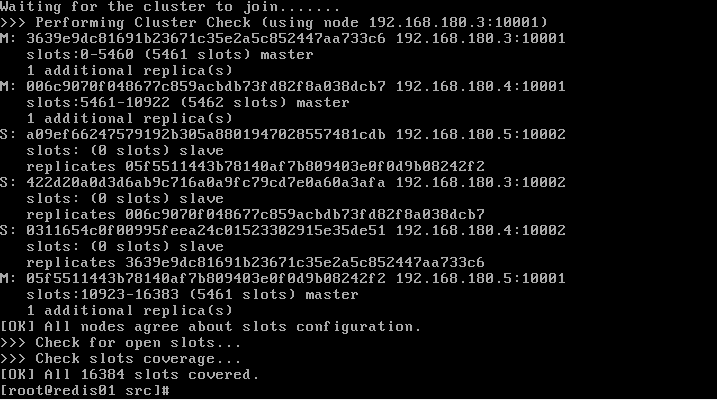 Waiting for the cluster to join.......
>>> Performing Cluster Check (using node 192.168.180.3:10001)
M: 3639e9dc81691b23671c35e2a5c852447aa733c6 192.168.180.3:10001
slots:0-5460 (5461 slots) master
1 additional replica(s)
M: 006c9070f048677c859acbdb73fd82f8a038dcb7 192.168.180.4:10001
slots:5461-10922 (5462 slots) master
1 additional replica(s)
S: a09ef66247579192b305a8801947028557481cdb 192.168.180.5:10002
slots: (0 slots) slave
replicates 05f5511443b78140af7b809403e0f0d9b08242f2
S: 422d20a0d3d6ab9c716a0a9fc79cd7e0a60a3afa 192.168.180.3:10002
slots: (0 slots) slave
replicates 006c9070f048677c859acbdb73fd82f8a038dcb7
S: 0311654c0f00995feea24c01523302915e35de51 192.168.180.4:10002
slots: (0 slots) slave
replicates 3639e9dc81691b23671c35e2a5c852447aa733c6
M: 05f5511443b78140af7b809403e0f0d9b08242f2 192.168.180.5:10001
slots:10923-16383 (5461 slots) master
1 additional replica(s)
[OK] All nodes agree about slots configuration.
>>> Check for open slots...
>>> Check slots coverage...
[OK] All 16384 slots covered.
[root@redis01 src]#